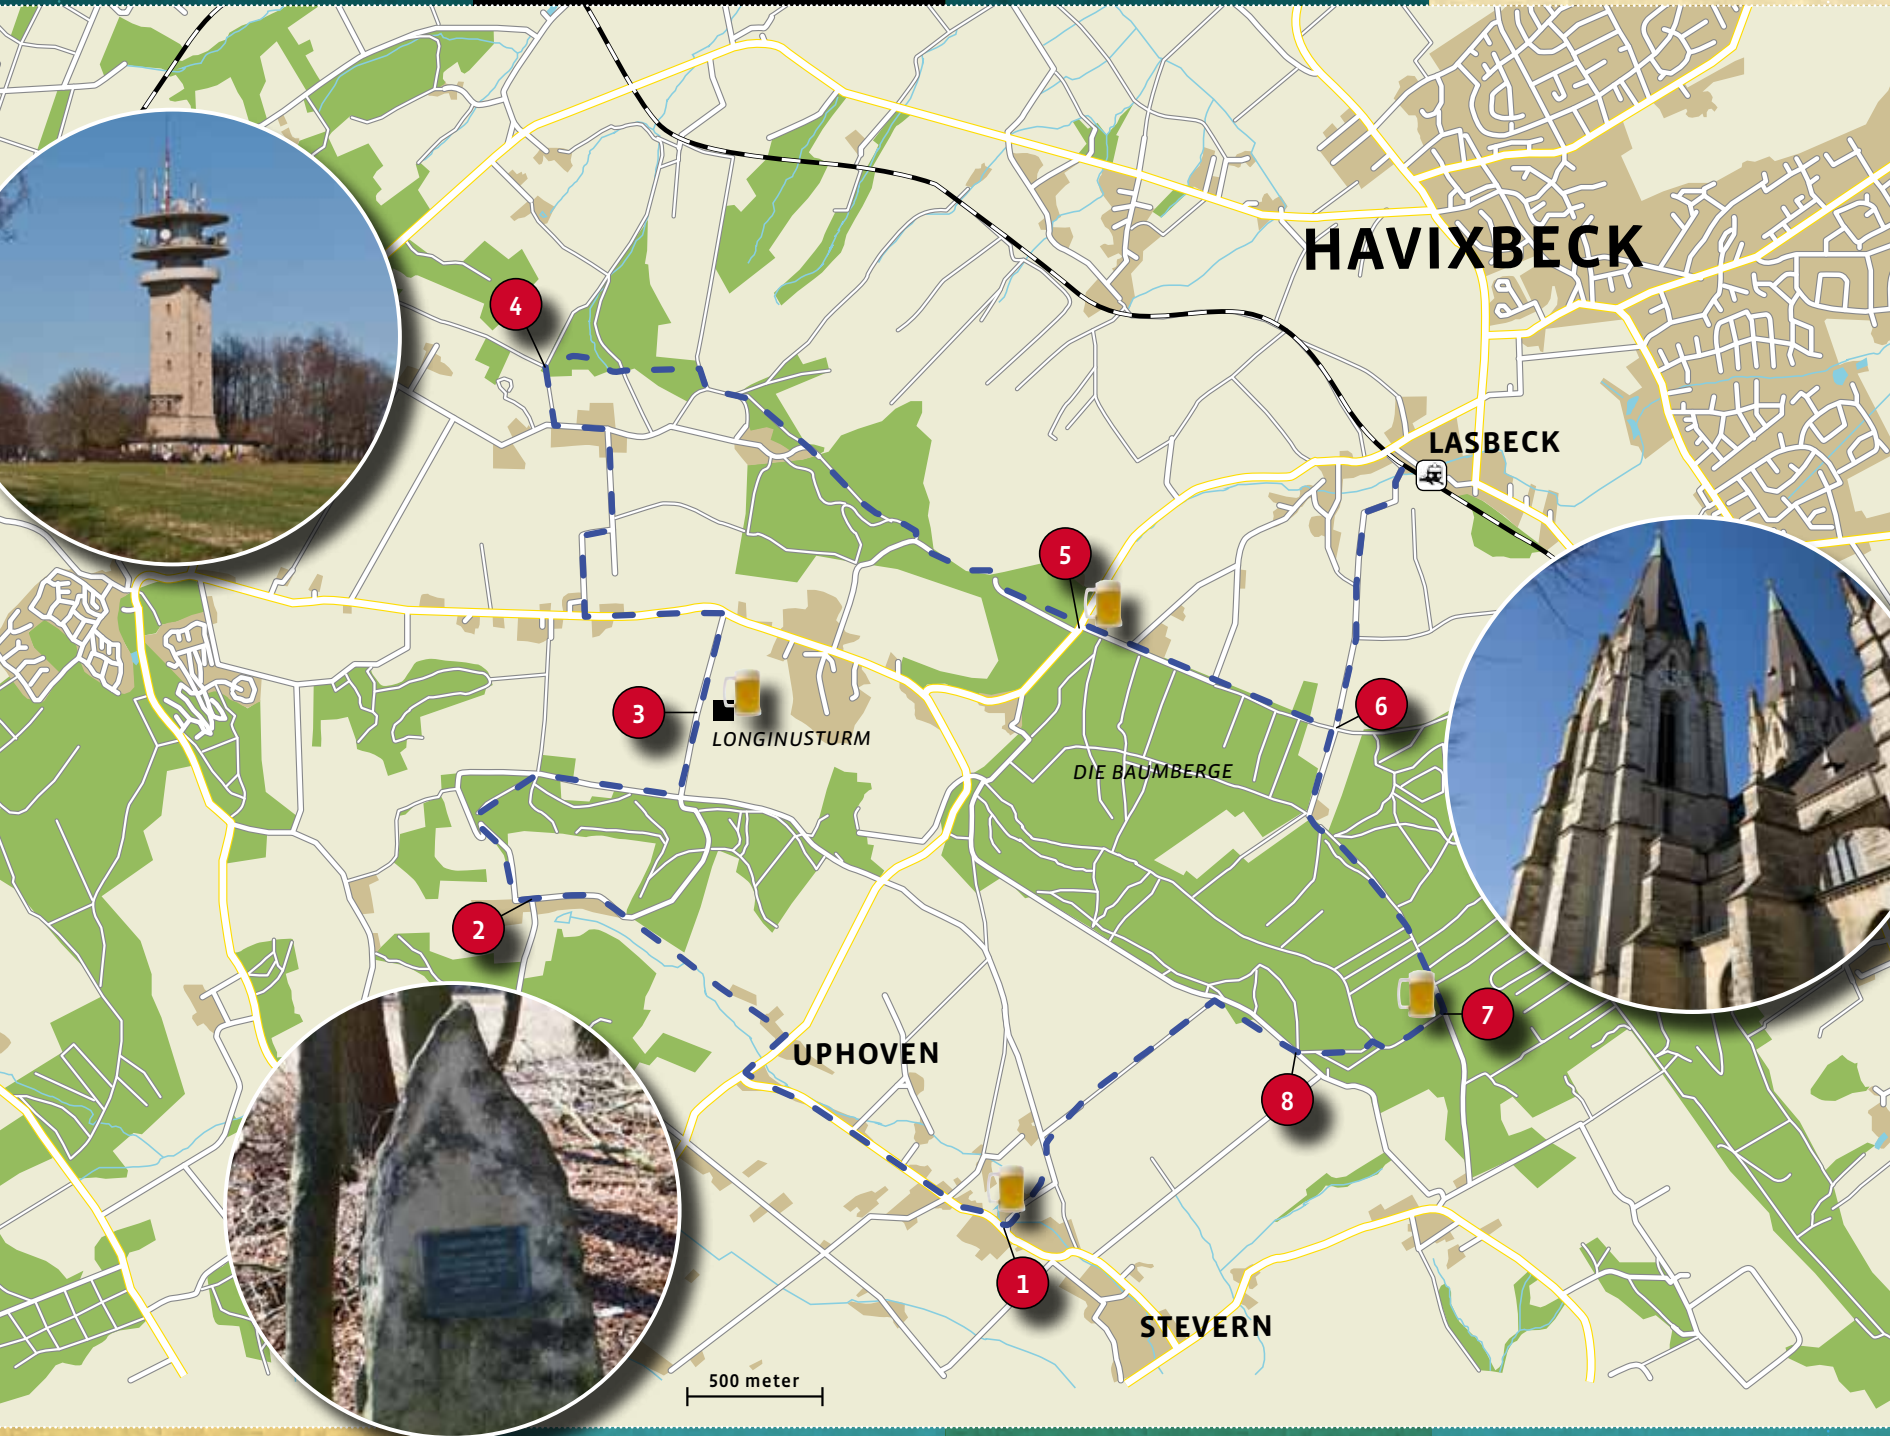 HAVIXBECK
4
LASBECK
5
6
3
LONGINUSTURM
DIE BAUMBERGE
2
7
UPHOVEN
8
1
STEVERN
500 meter